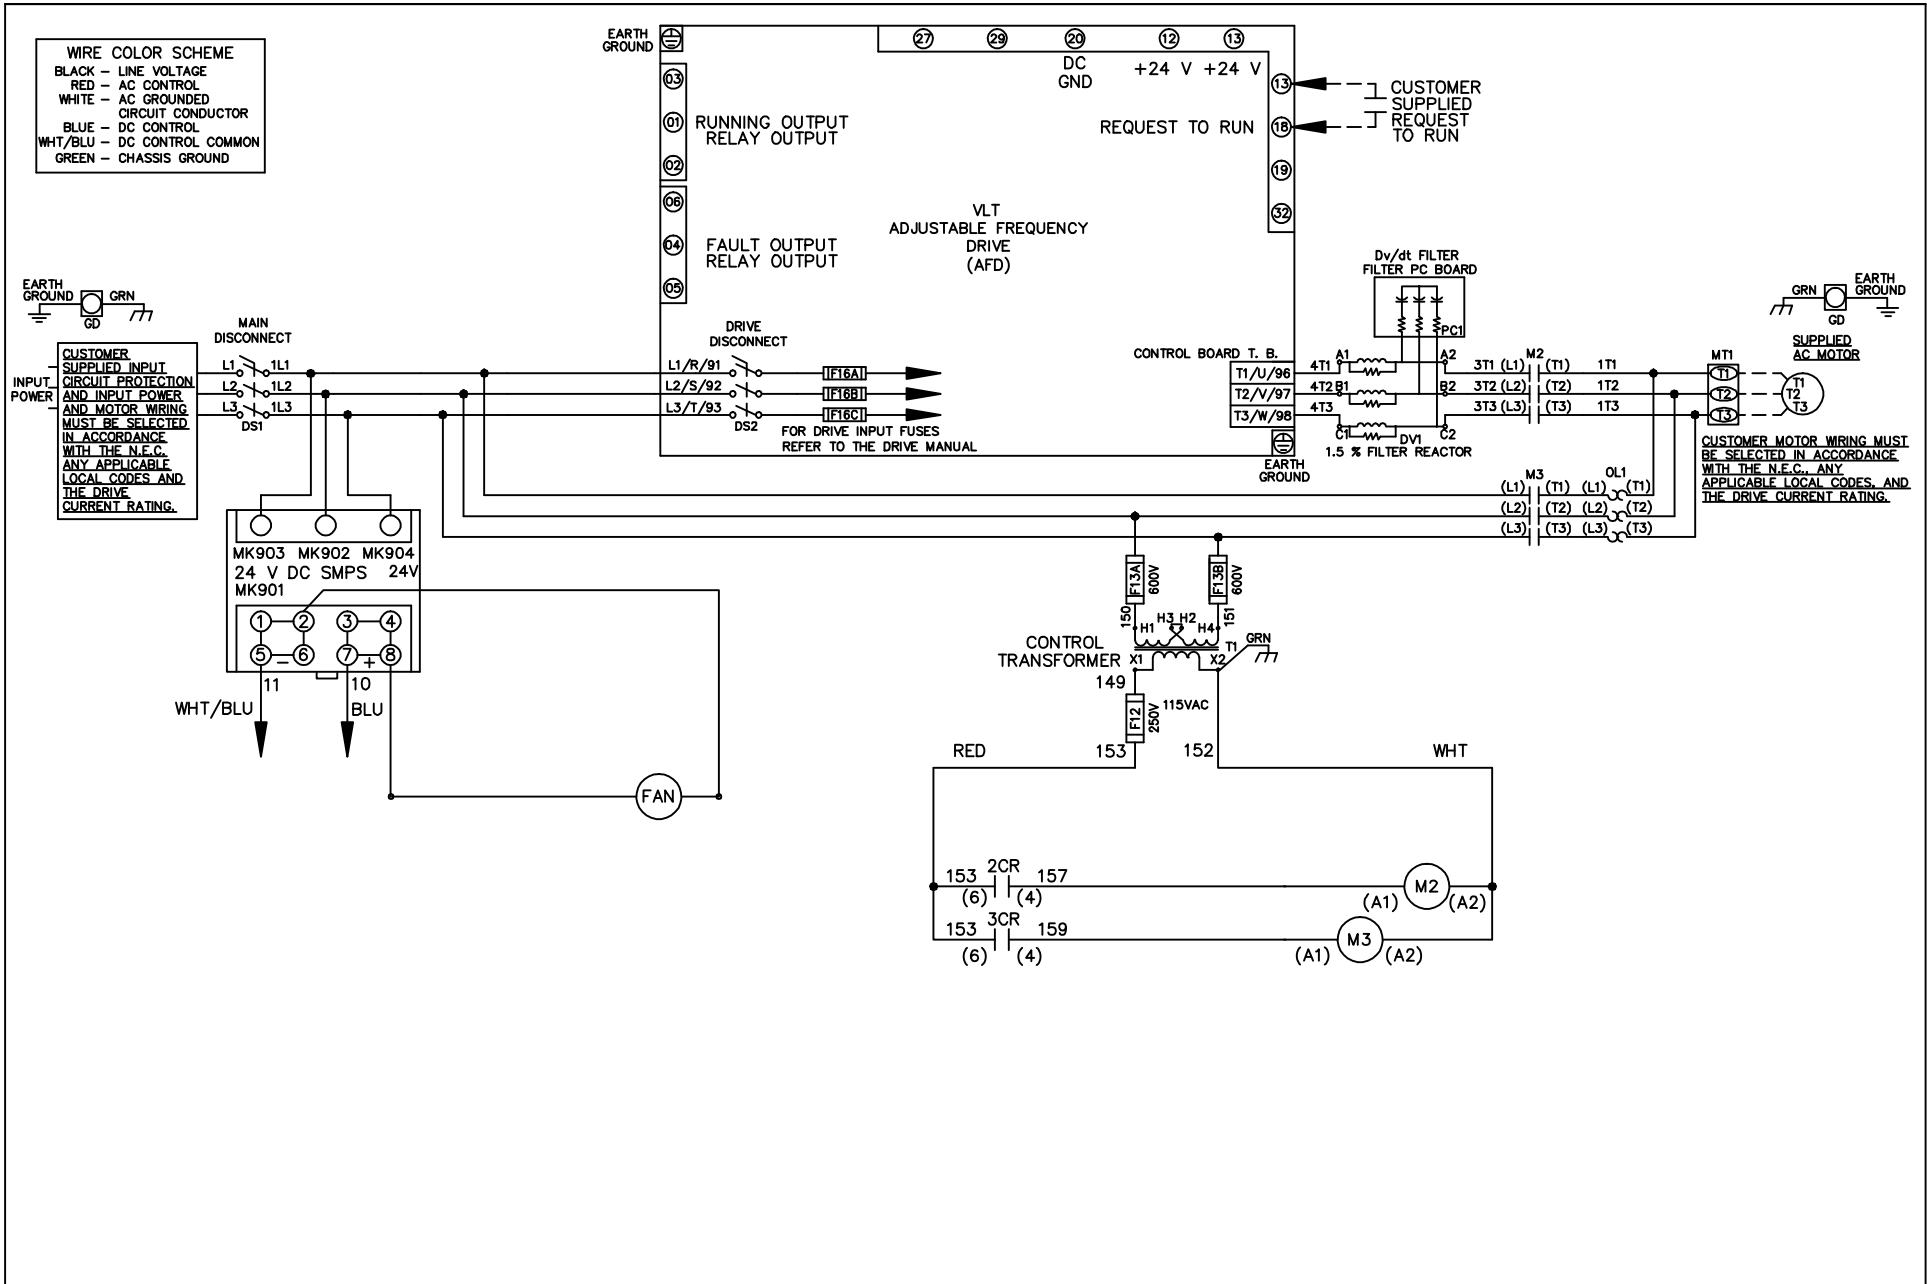 WIRE COLOR SCHEME
BLACK – LINE VOLTAGE
RED – AC CONTROL
WHITE – AC GROUNDED
CIRCUIT CONDUCTOR
BLUE – DC CONTROL
WHT/BLU – DC CONTROL COMMON
GREEN – CHASSIS GROUND
EARTH
GROUND
27 29 20 12 13
DC
GND
+24 V +24 V
03
01
02
RUNNING OUTPUT
RELAY OUTPUT
06
04
05
FAULT OUTPUT
RELAY OUTPUT
REQUEST TO RUN
13
18
19
32
CUSTOMER
SUPPLIED
REQUEST
TO RUN
VLT
ADJUSTABLE FREQUENCY
DRIVE
(AFD)
EARTH
GROUND
GRN
GD
INPUT
POWER
CUSTOMER
SUPPLIED INPUT
CIRCUIT PROTECTION
AND INPUT POWER
AND MOTOR WIRING
MUST BE SELECTED
IN ACCORDANCE
WITH THE N.E.C.
ANY APPLICABLE
LOCAL CODES AND
THE DRIVE
CURRENT RATING.
MAIN
DISCONNECT
L1 1L1
L2 1L2
L3 1L3
DS1
DRIVE
DISCONNECT
L1/R/91
L2/S/92
L3/T/93
DS2
F16A
F16B
F16C
FOR DRIVE INPUT FUSES
REFER TO THE DRIVE MANUAL
CONTROL BOARD T. B.
T1/U/96
T2/V/97
T3/W/98
EARTH
GROUND
Dv/dt FILTER
FILTER PC BOARD
PC1
4T1 A1 A2
4T2 B1 B2
4T3 C1 C2
DV1
1.5 % FILTER REACTOR
M2
3T1 (L1) (T1) 1T1
3T2 (L2) (T2) 1T2
3T3 (L3) (T3) 1T3
MT1
T1
T2
T3
GRN
EARTH
GROUND
GD
SUPPLIED
AC MOTOR
T1
T2
T3
CUSTOMER MOTOR WIRING MUST
BE SELECTED IN ACCORDANCE
WITH THE N.E.C., ANY
APPLICABLE LOCAL CODES, AND
THE DRIVE CURRENT RATING.
M3 OL1
(L1) (T1) (L1) (T1)
(L2) (T2) (L2) (T2)
(L3) (T3) (L3) (T3)
MK903 MK902 MK904
24 V DC SMPS 24V
MK901
1 2 3 4
5 – 6 7 + 8
11 10
WHT/BLU BLU
FAN
F13A 600V
F13B 600V
150 151
H1 H3 H2 H4
CONTROL
TRANSFORMER
X1 X2
T1
GRN
149
F12 250V
115VAC
RED 153 152 WHT
2CR
153 157
(6) (4)
M2
(A1) (A2)
3CR
153 159
(6) (4)
M3
(A1) (A2)